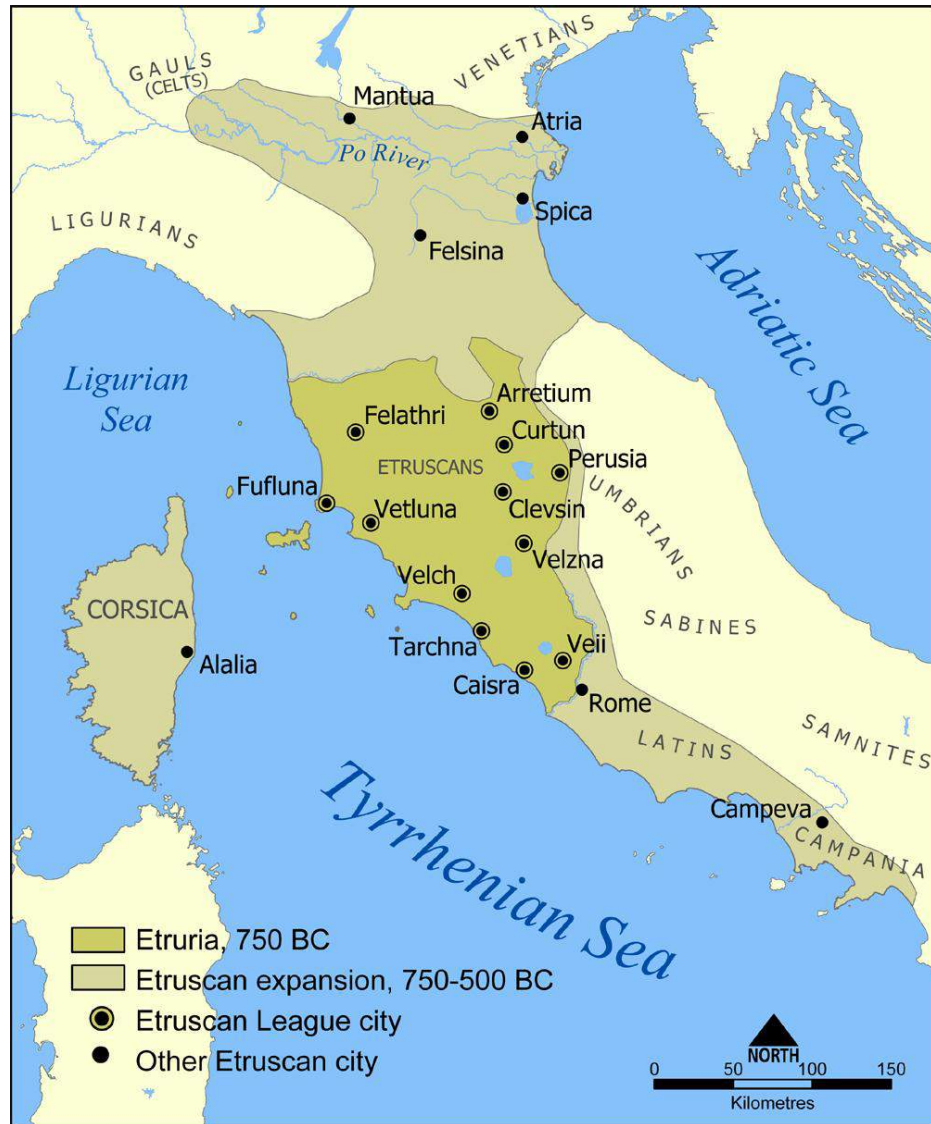 GAULS
(CELTS)
VENETIANS
Mantua
Atria
Po River
Spica
LIGURIANS
Felsina
Adriatic Sea
Ligurian
Sea
Arretium
Felathri
Curtun
ETRUSCANS
Perusia
Fufluna
Clevsin
UMBRIANS
Vetluna
Velzna
Velch
CORSICA
SABINES
Tarchna
Veii
Alalia
Caisra
Rome
LATINS
SAMNITES
Tyrrhenian Sea
Campeva
CAMPANIA
Etruria, 750 BC
Etruscan expansion, 750-500 BC
Etruscan League city
Other Etruscan city
NORTH
0 50 100 150
Kilometres